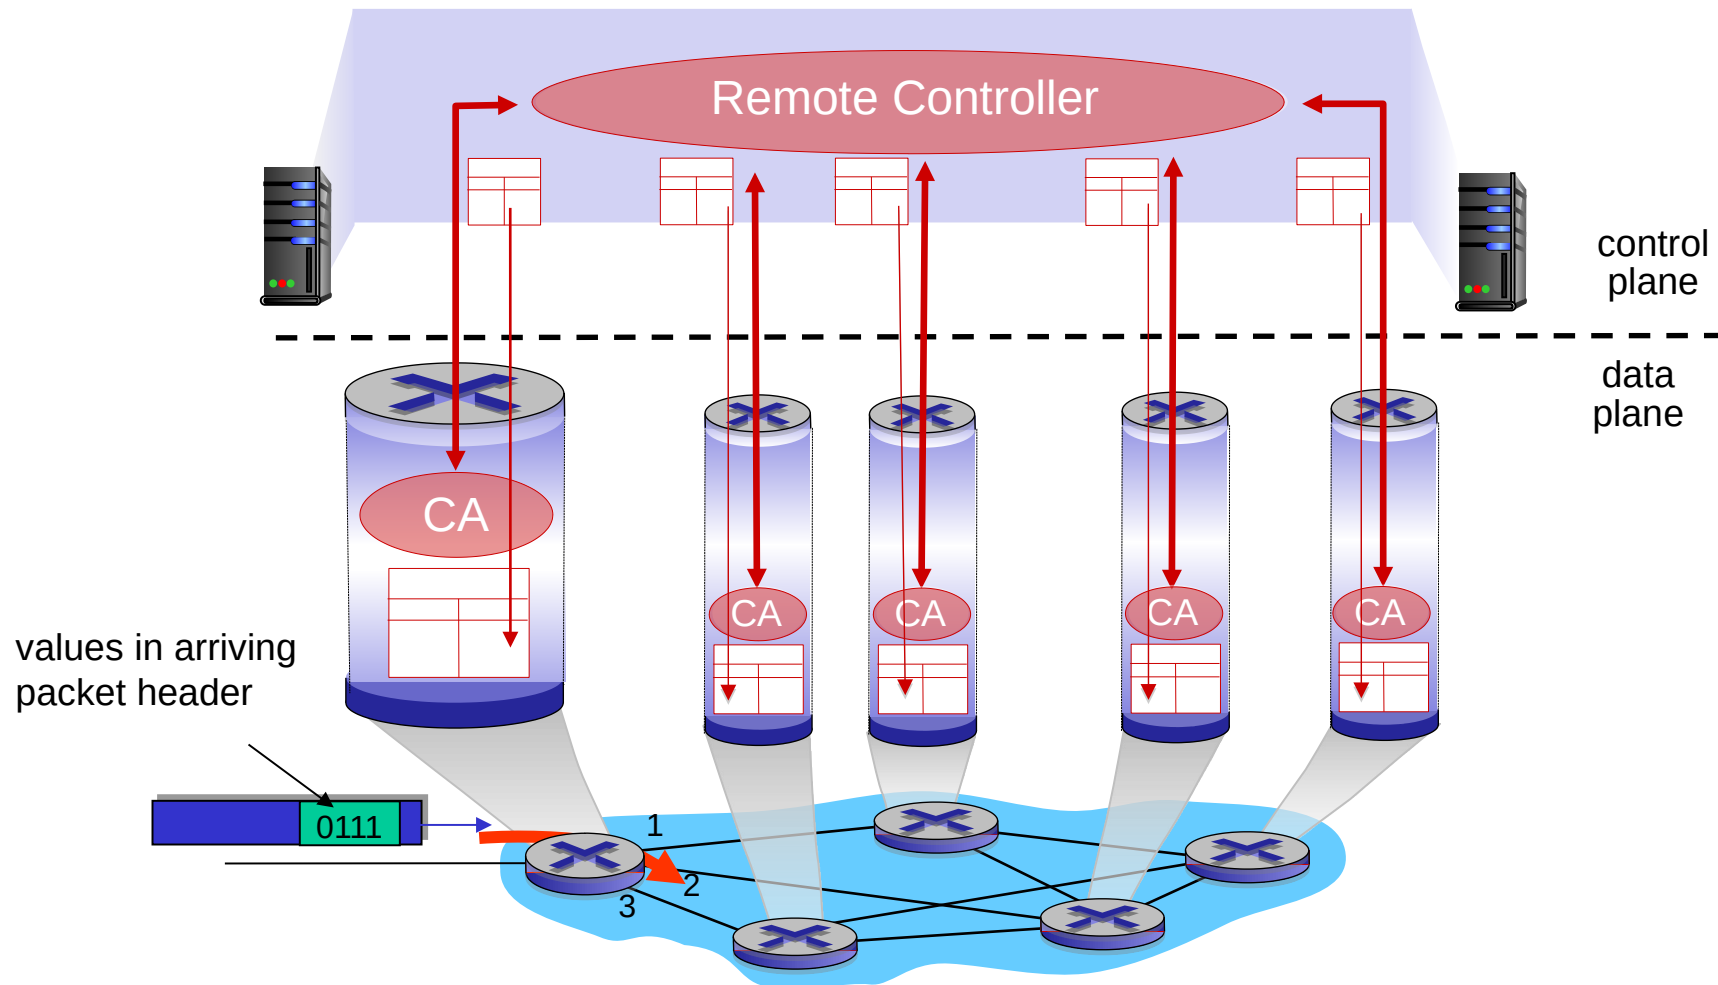 Remote Controller
control
plane
data
plane
CA
CA
CA
CA
CA
values in arriving
packet header
0111
1
2
3